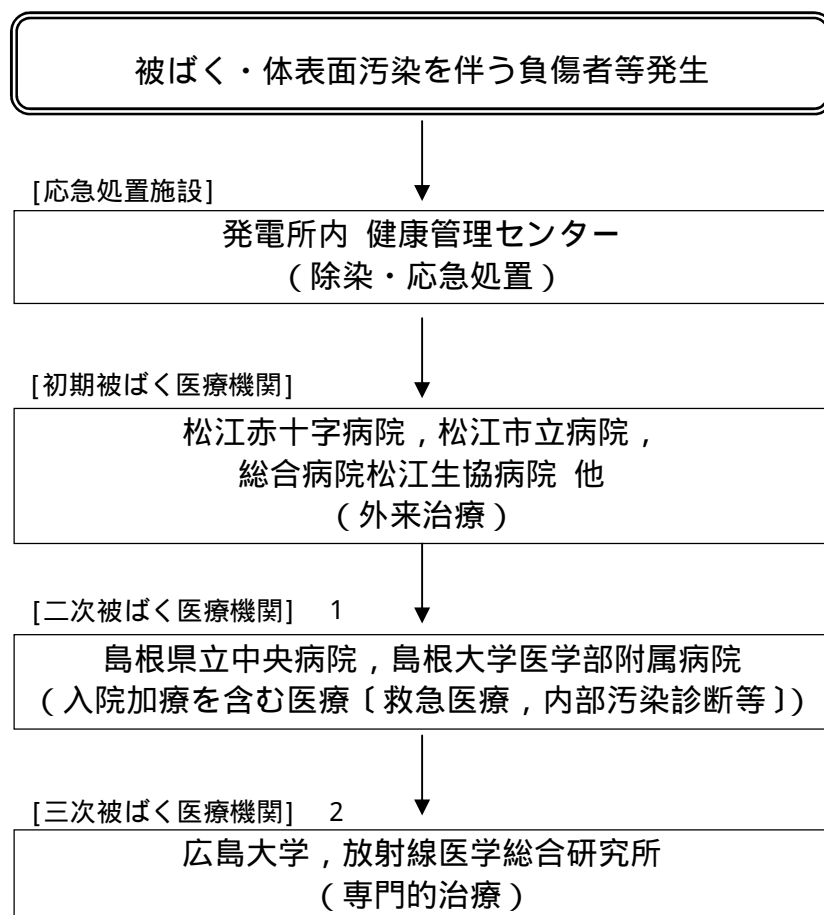 被ばく・体表面汚染を伴う負傷者等発生
[応急処置施設]
発電所内 健康管理センター
（除染・応急処置）
[初期被ばく医療機関]
松江赤十字病院，松江市立病院，
総合病院松江生協病院 他
（外来治療）
[二次被ばく医療機関] 1
島根県立中央病院，島根大学医学部附属病院
（入院加療を含む医療〔救急医療，内部汚染診断等〕）
[三次被ばく医療機関] 2
広島大学，放射線医学総合研究所
（専門的治療）